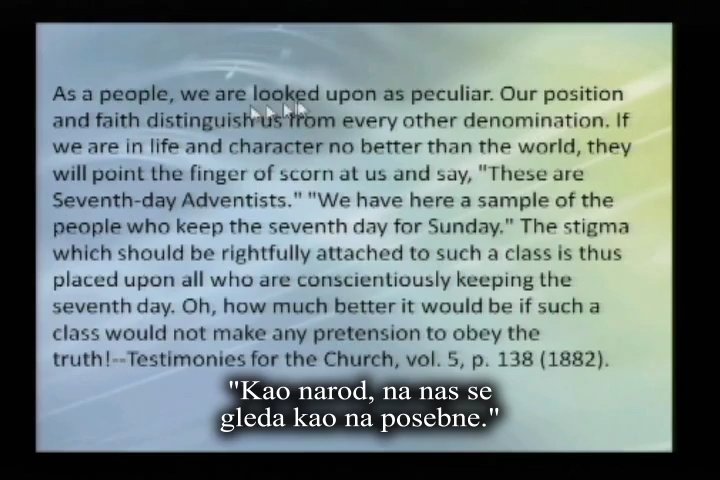 As a people, we are looked upon as peculiar. Our position
and faith distinguish us from every other denomination. If
we are in life and character no better than the world, they
will point the finger of scorn at us and say, "These are
Seventh-day Adventists." "We have here a sample of the
people who keep the seventh day for Sunday." The stigma
which should be rightfully attached to such a class is thus
placed upon all who are conscientiously keeping the
seventh day. Oh, how much better it would be if such a
class would not make any pretension to obey the
truth!--Testimonies for the Church, vol. 5, p. 138 (1882).
"Kao narod, na nas se
gleda kao na posebne."